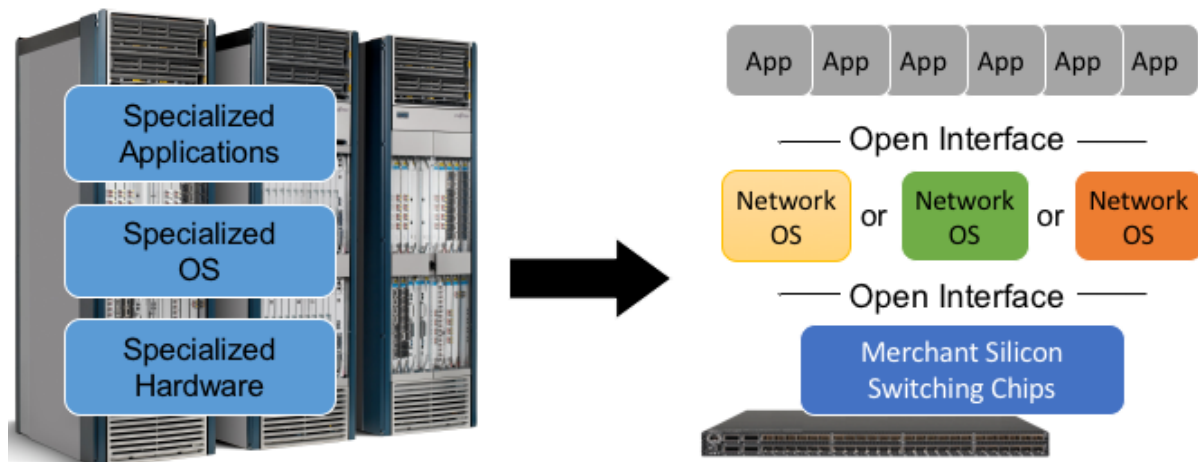 Specialized
Applications
Specialized
OS
Specialized
Hardware
App App App App App App
Open Interface
Network
OS
or
Network
OS
or
Network
OS
Open Interface
Merchant Silicon
Switching Chips